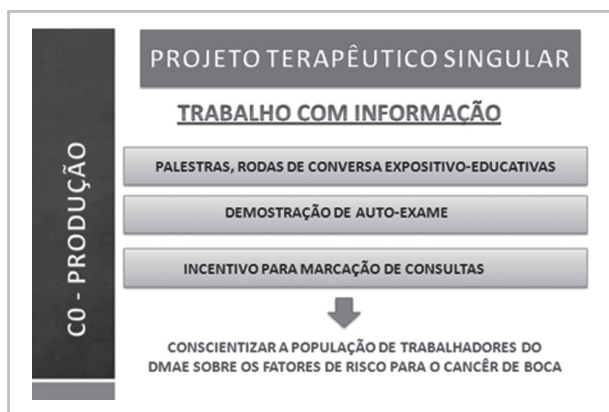 C0 - PRODUÇÃO
PROJETO TERAPÊUTICO SINGULAR
TRABALHO COM INFORMAÇÃO
PALESTRAS, RODAS DE CONVERSA EXPOSITIVO-EDUCATIVAS
DEMOSTRAÇÃO DE AUTO-EXAME
INCENTIVO PARA MARCAÇÃO DE CONSULTAS
CONSCIENTIZAR A POPULAÇÃO DE TRABALHADORES DO
DMAE SOBRE OS FATORES DE RISCO PARA O CANCÊR DE BOCA